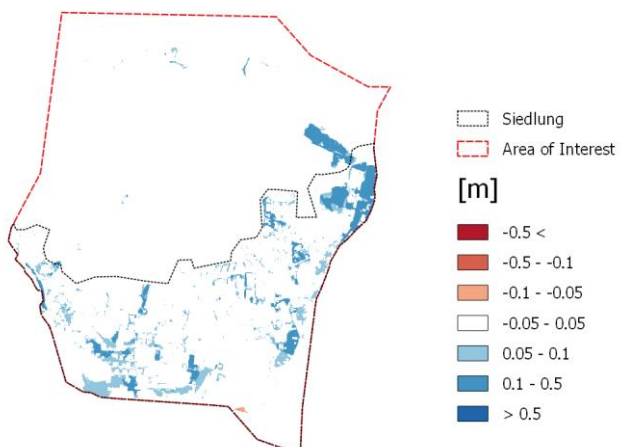 Siedlung
Area of Interest
[m]
-0.5 <
-0.5 - -0.1
-0.1 - -0.05
-0.05 - 0.05
0.05 - 0.1
0.1 - 0.5
> 0.5